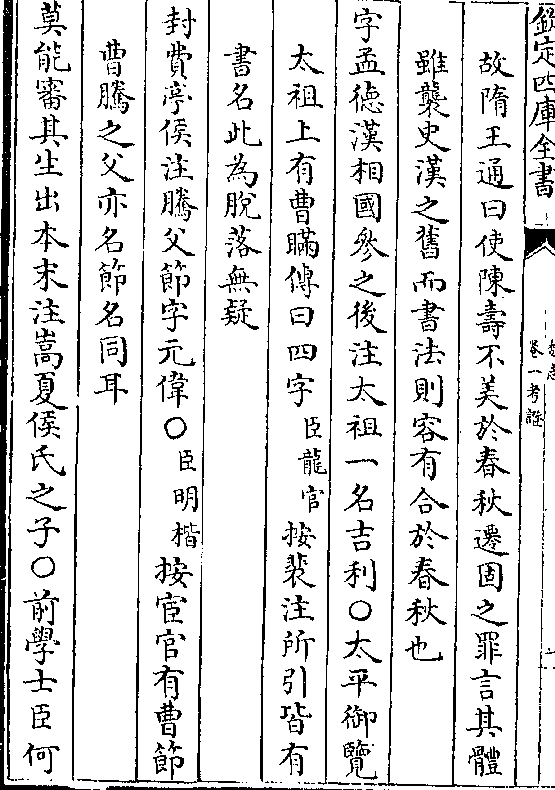 欽定四庫全書
卷一考證
故隋王通曰使陳壽不美於春秋遷固之罪言其體
雖襲史漢之舊而書法則容有合於春秋也
字孟德漢相國參之後注太祖一名吉利○太平御覽
太祖上有曹瞞傳曰四字臣龍官按裴注所引皆有
書名此為脫落無疑
封費亭侯注騰父節字元偉○臣明楷按宦官有曹節
曹騰之父亦名節名同耳
莫能審其生出本末注嵩夏侯氏之子○前學士臣何